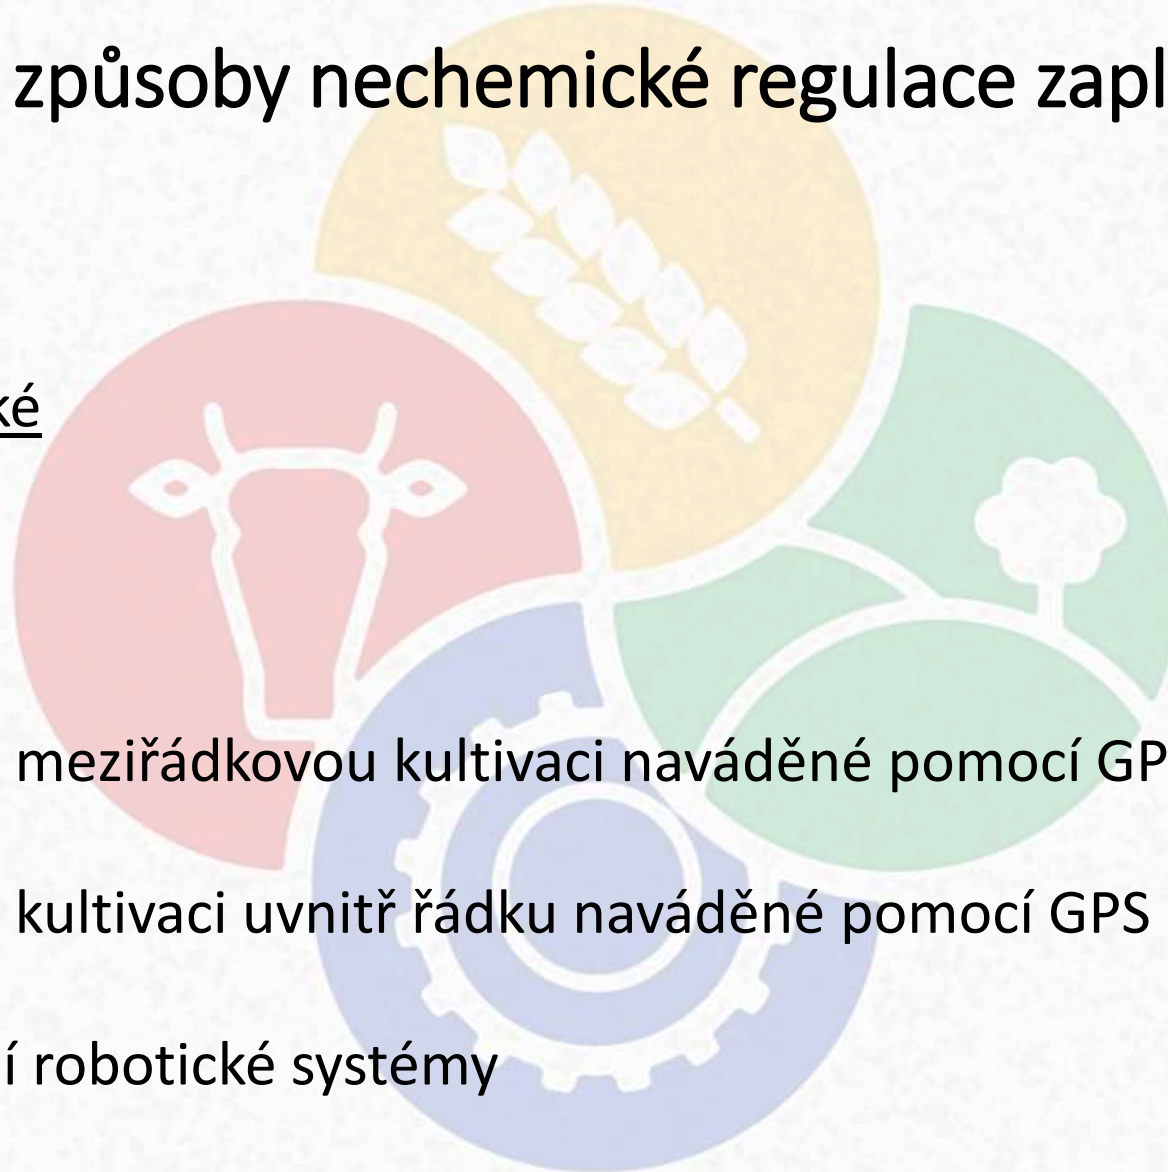 způsoby nechemické regulace zapl
ké
meziřádkovou kultivaci naváděné pomocí GP
kultivaci uvnitř řádku naváděné pomocí GPS
í robotické systémy